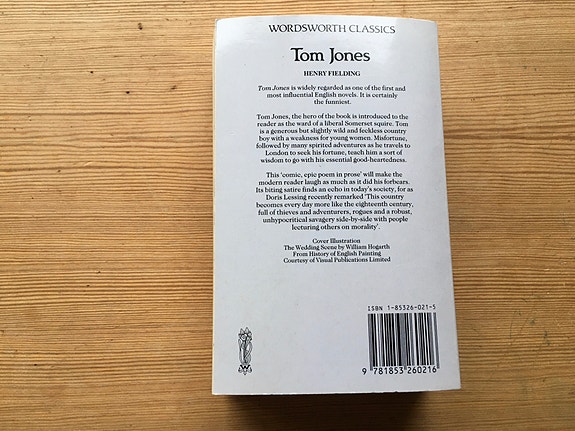 WORDSWORTH CLASSICS
Tom Jones
HENRY FIELDING
Tom Jones is widely regarded as one of the first and
most influential English novels. It is certainly
the funniest.
Tom Jones, the hero of the book is introduced to the
reader as the ward of a liberal Somerset squire. Tom
is a generous but slightly wild and feckless country
boy with a weakness for young women. Misfortune,
followed by many spirited adventures as he travels to
London to seek his fortune, teach him a sort of
wisdom to go with his essential good-heartedness.
This ‘comic, epic poem in prose’ will make the
modern reader laugh as much as it did his forbears.
Its biting satire finds an echo in today’s society, for as
Doris Lessing recently remarked ‘This country
becomes every day more like the eighteenth century,
full of thieves and adventurers, rogues and a robust,
unhypocritical savagery side-by-side with people
lecturing others on morality’.
Cover Illustration
The Wedding Scene by William Hogarth
From History of English Painting
Courtesy of Visual Publications Limited
ISBN 1-85326-021-5
9 781853 260216
W